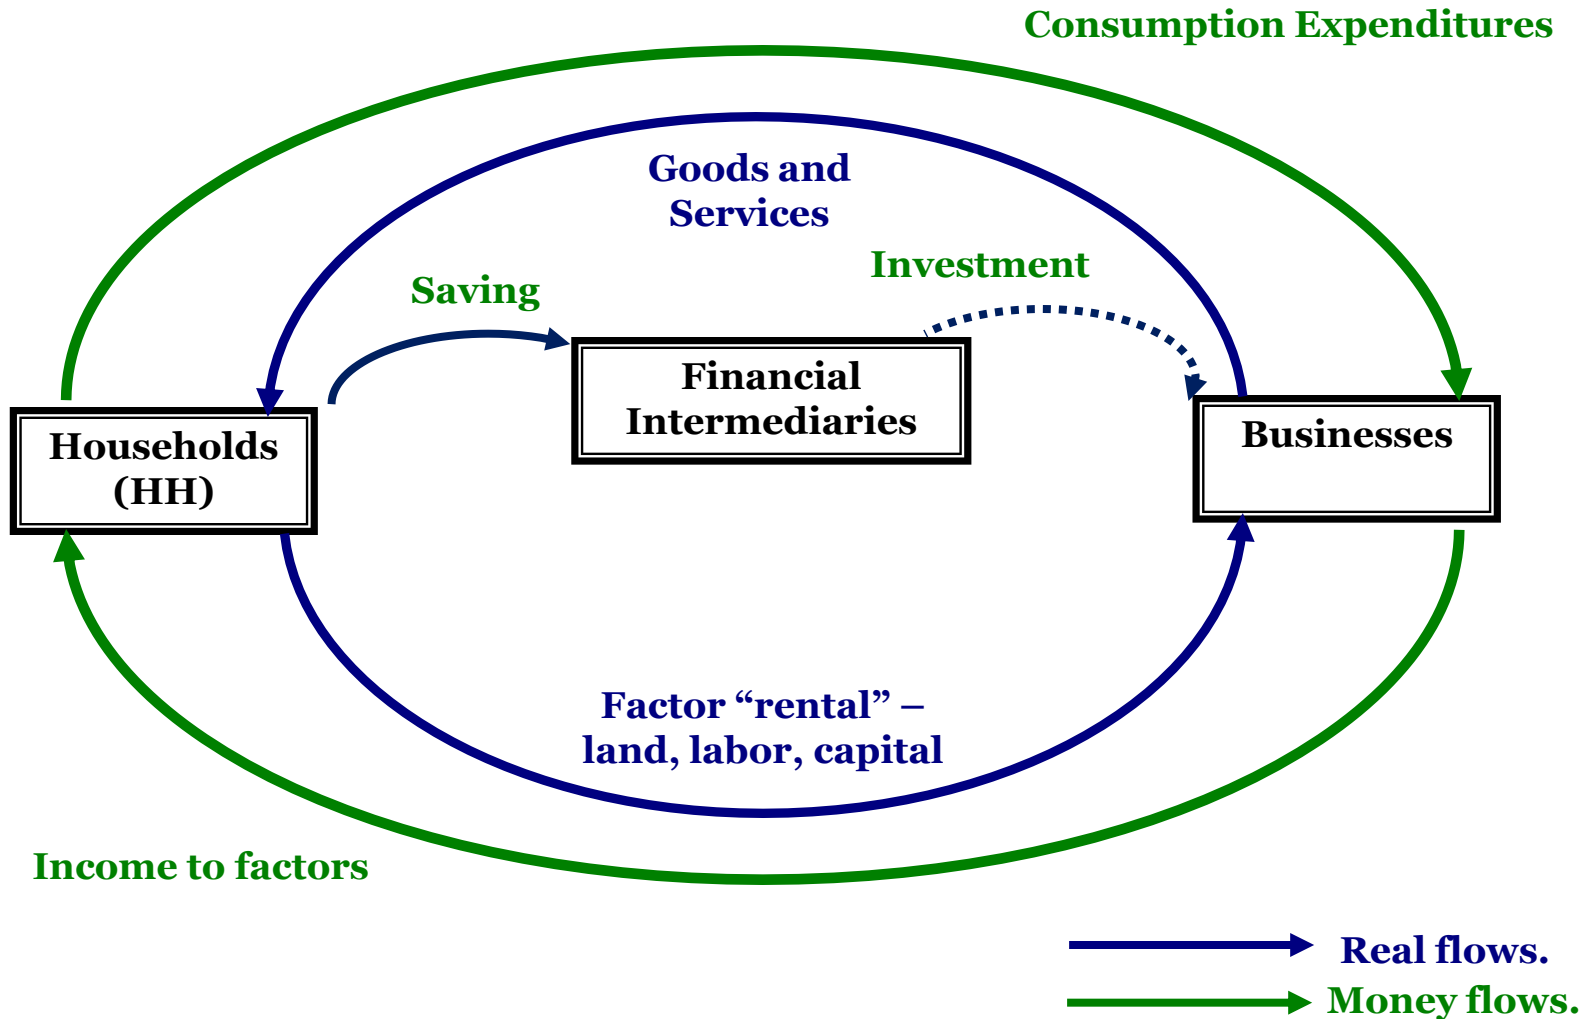 Consumption Expenditures
Goods and
Services
Investment
Saving
Financial
Intermediaries
Households
(HH)
Businesses
Factor “rental” –
land, labor, capital
Income to factors
Real flows.
Money flows.